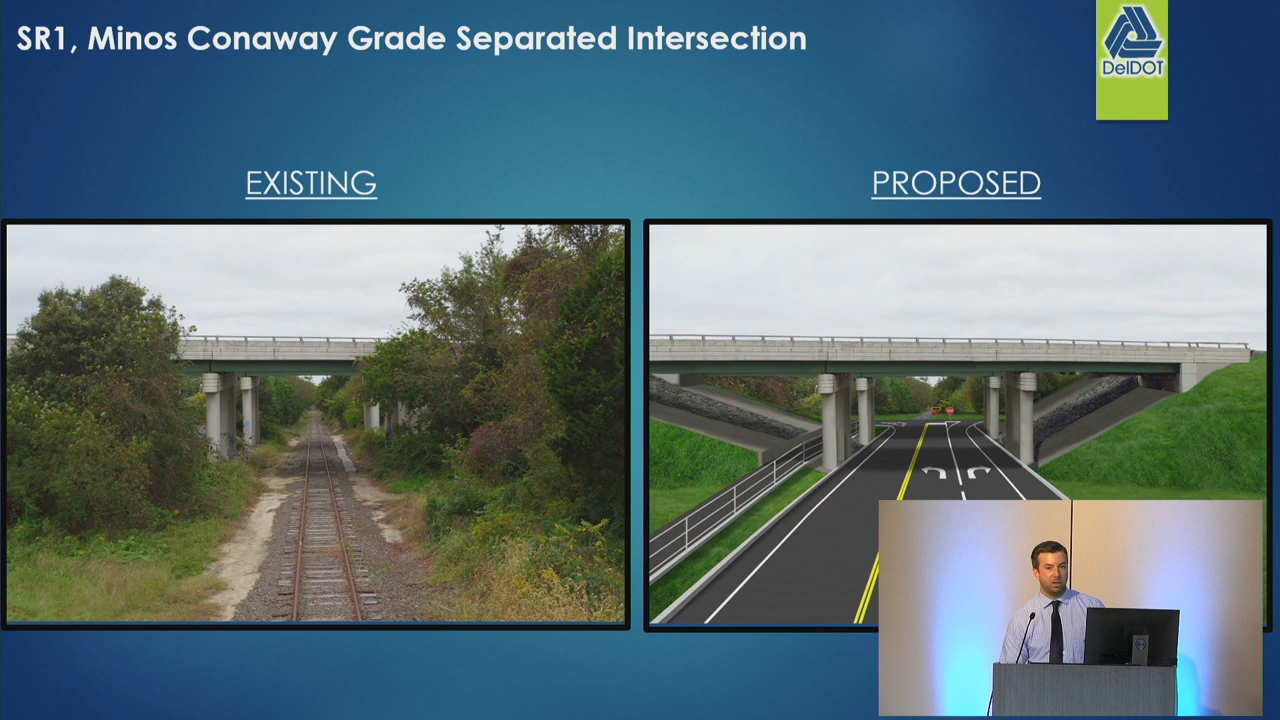 SR1, Minos Conaway Grade Separated Intersection
DelDOT
EXISTING
PROPOSED